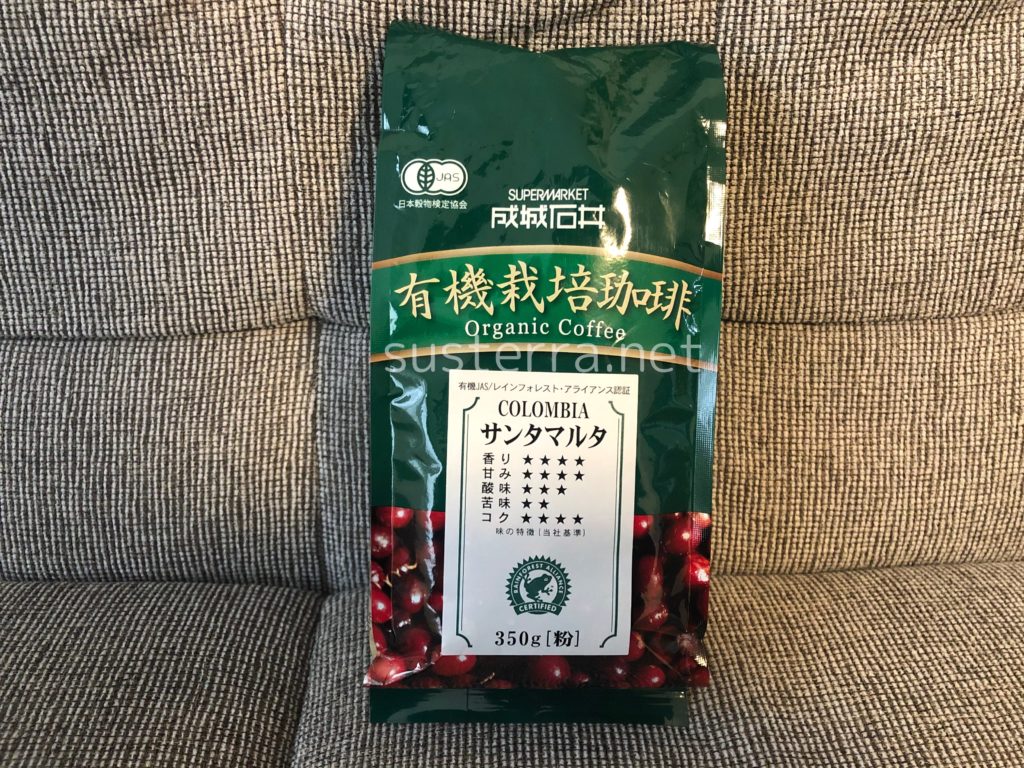 JAS
日本穀物検定協会
SUPERMARKET
成城石井
有機栽培珈琲
Organic Coffee
susterra.net
有機JAS/レインフォレスト・アライアンス認証
COLOMBIA
サンタマルタ
香り ★★★★
甘み ★★★★
酸味 ★★★
苦味 ★★
コク ★★★★
味の特徴［当社基準］
RAINFOREST ALLIANCE
CERTIFIED
350g［粉］